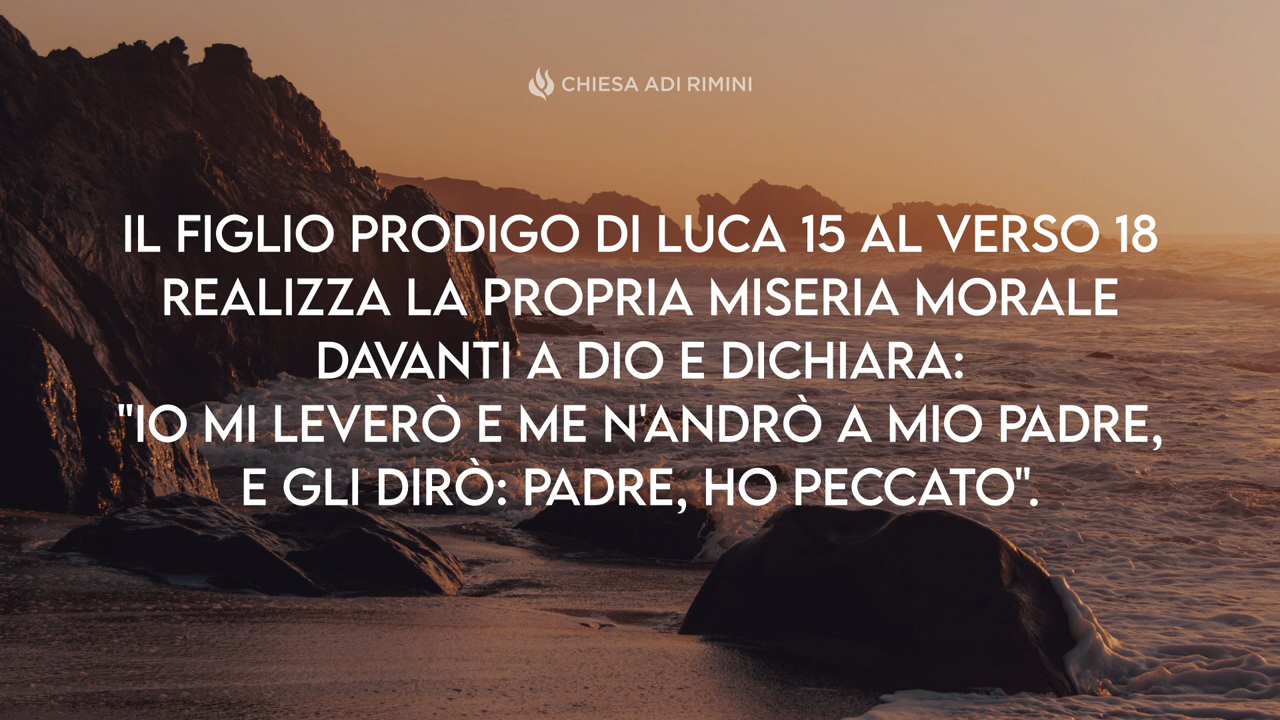 CHIESA ADI RIMINI
IL FIGLIO PRODIGO DI LUCA 15 AL VERSO 18
REALIZZA LA PROPRIA MISERIA MORALE
DAVANTI A DIO E DICHIARA:
"IO MI LEVERÒ E ME N'ANDRÒ A MIO PADRE,
E GLI DIRÒ: PADRE, HO PECCATO".